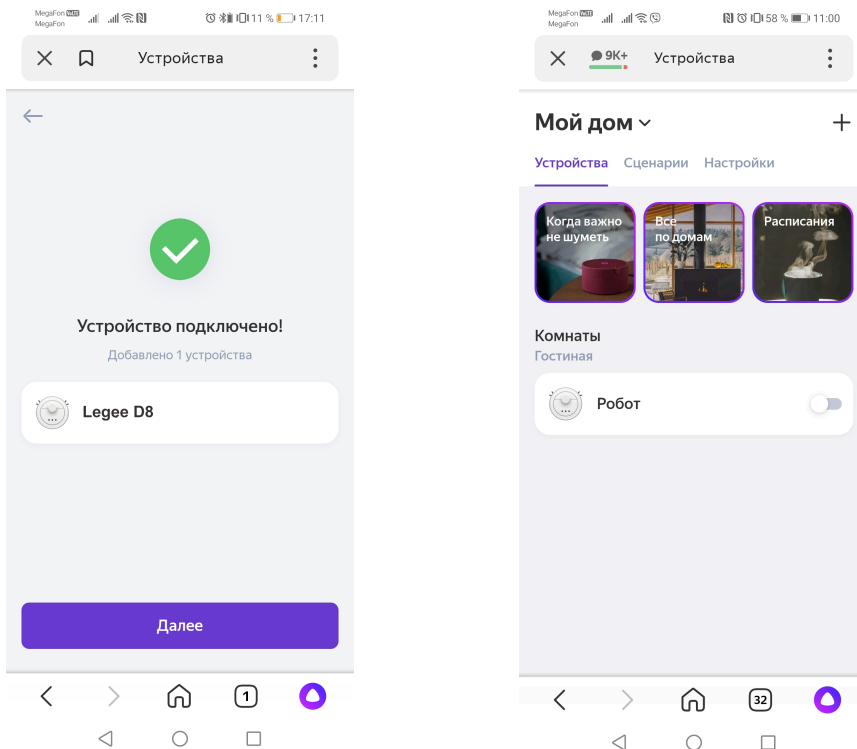 MegaFon VoLTE
MegaFon
11 % 17:11
Устройства
Устройство подключено!
Добавлено 1 устройства
Legee D8
Далее
1
MegaFon VoLTE
MegaFon
58 % 11:00
9K+
Устройства
Мой дом
Устройства Сценарии Настройки
Когда важно
не шуметь
Все
по домам
Расписания
Комнаты
Гостиная
Робот
32